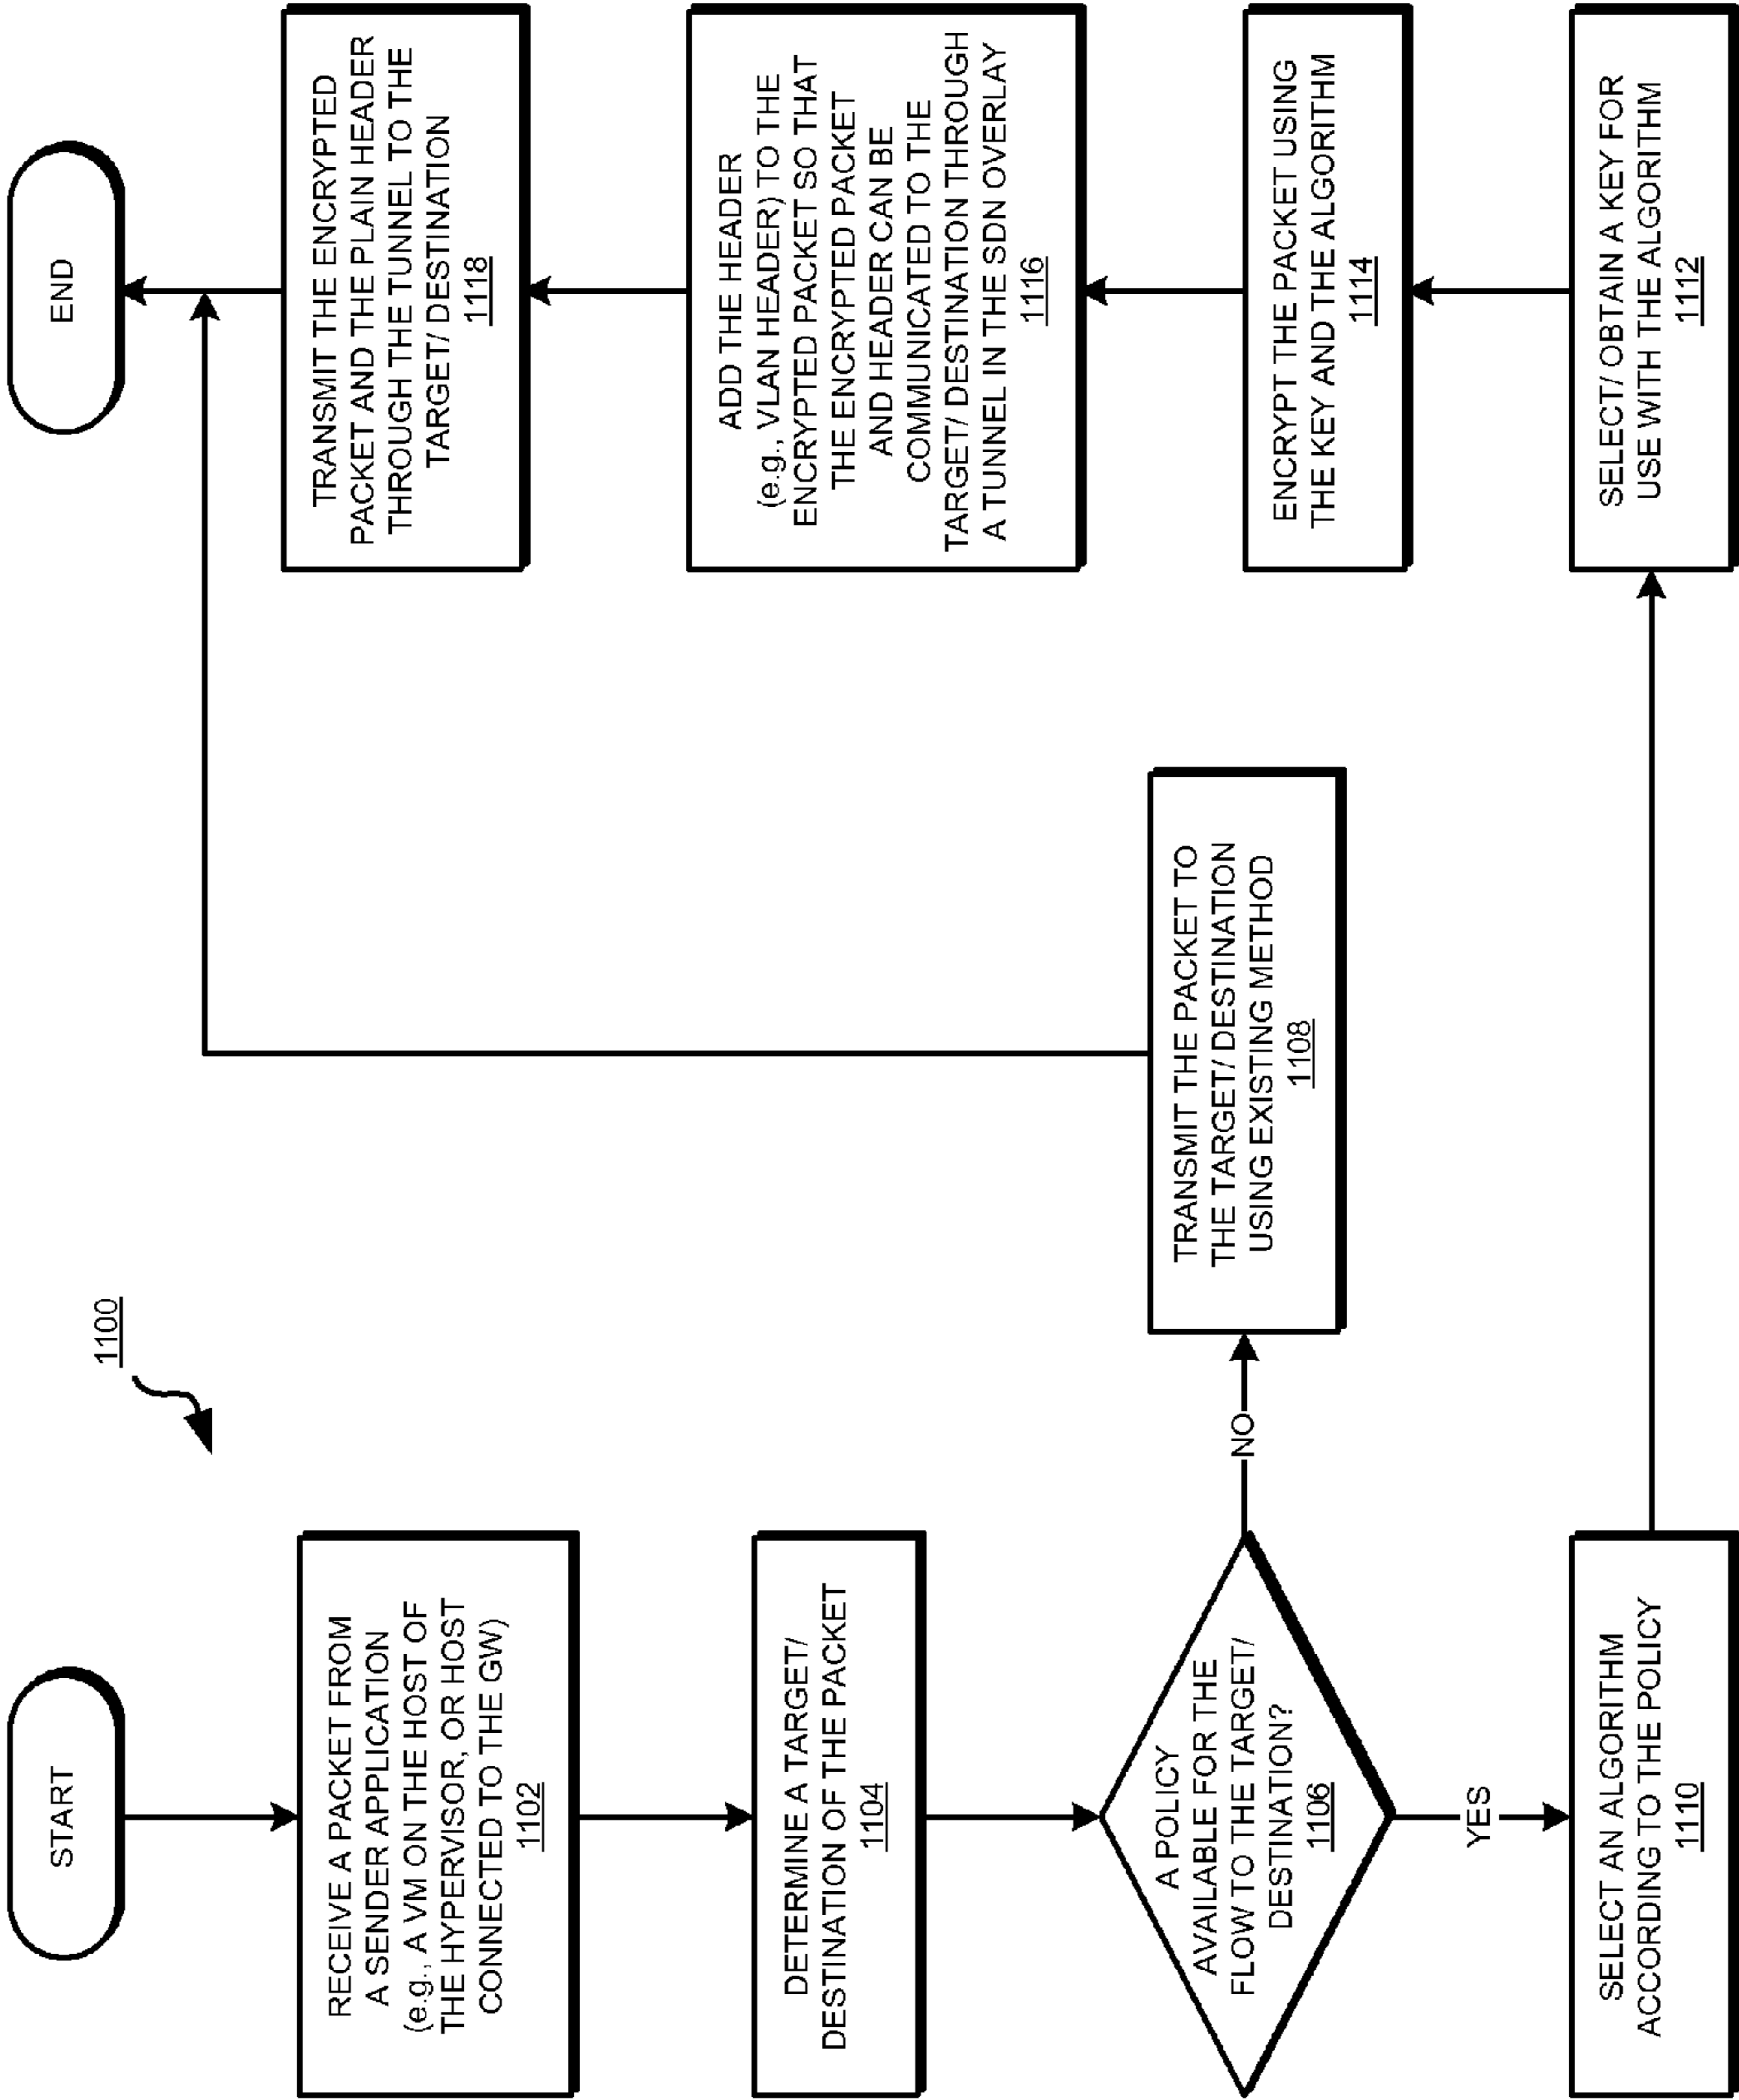 1100
START
RECEIVE A PACKET FROM
A SENDER APPLICATION
(e.g., A VM ON THE HOST OF
THE HYPERVISOR, OR HOST
CONNECTED TO THE GW)
1102
DETERMINE A TARGET/
DESTINATION OF THE PACKET
1104
A POLICY
AVAILABLE FOR THE
FLOW TO THE TARGET/
DESTINATION?
1106
NO
TRANSMIT THE PACKET TO
THE TARGET/ DESTINATION
USING EXISTING METHOD
1108
YES
SELECT AN ALGORITHM
ACCORDING TO THE POLICY
1110
SELECT/ OBTAIN A KEY FOR
USE WITH THE ALGORITHM
1112
ENCRYPT THE PACKET USING
THE KEY AND THE ALGORITHM
1114
ADD THE HEADER
(e.g., VLAN HEADER) TO THE
ENCRYPTED PACKET SO THAT
THE ENCRYPTED PACKET
AND HEADER CAN BE
COMMUNICATED TO THE
TARGET/ DESTINATION THROUGH
A TUNNEL IN THE SDN OVERLAY
1116
TRANSMIT THE ENCRYPTED
PACKET AND THE PLAIN HEADER
THROUGH THE TUNNEL TO THE
TARGET/ DESTINATION
1118
END